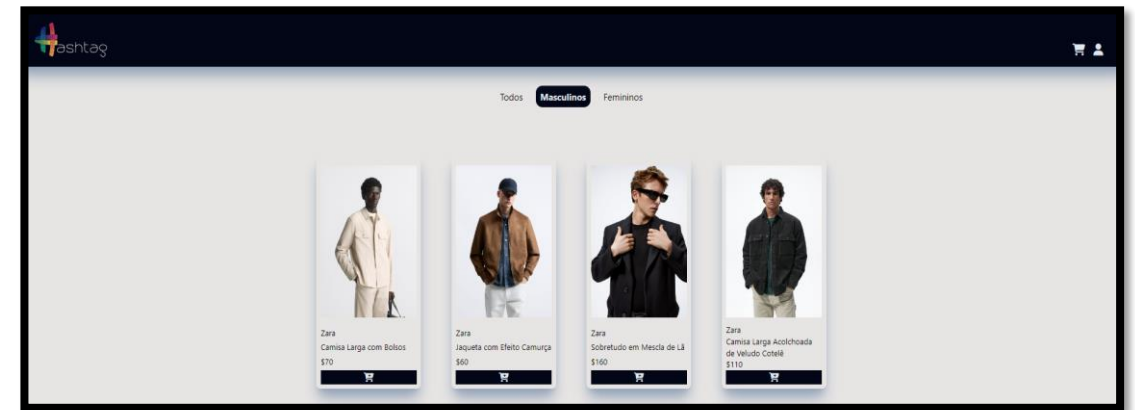 Hashtag
Todos Masculinos Femininos
Zara
Camisa Larga com Bolsos
$70
Zara
Jaqueta com Efeito Camurça
$60
Zara
Sobretudo em Mescla de Lã
$160
Zara
Camisa Larga Acolchoada
de Veludo Cotelê
$110